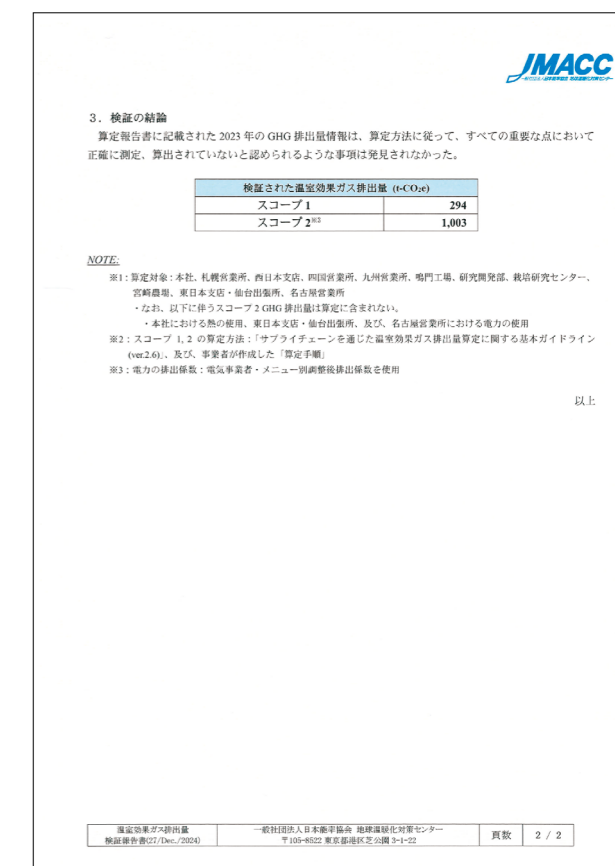 JMACC
3．検証の結論
算定報告書に記載された 2023 年の GHG 排出量情報は、算定方法に従って、すべての重要な点において
正確に測定、算出されていないと認められるような事項は発見されなかった。
検証された温室効果ガス排出量 (t-CO₂e)
スコープ 1 294
スコープ 2※3 1,003
NOTE:
※1：算定対象：本社、札幌営業所、西日本支店、四国営業所、九州営業所、鳴門工場、研究開発部、栽培研究センター、
宮崎農場、東日本支店・仙台出張所、名古屋営業所
・なお、以下に伴うスコープ 2 GHG 排出量は算定に含まれない。
・本社における熱の使用、東日本支店・仙台出張所、及び、名古屋営業所における電力の使用
※2：スコープ 1, 2 の算定方法：「サプライチェーンを通じた温室効果ガス排出量算定に関する基本ガイドライン
(ver.2.6)」、及び、事業者が作成した「算定手順」
※3：電力の排出係数：電気事業者・メニュー別調整後排出係数を使用
以上
温室効果ガス排出量
検証報告書(27/Dec./2024)
一般社団法人日本能率協会 地球温暖化対策センター
〒105-8522 東京都港区芝公園 3-1-22
頁数 2 / 2